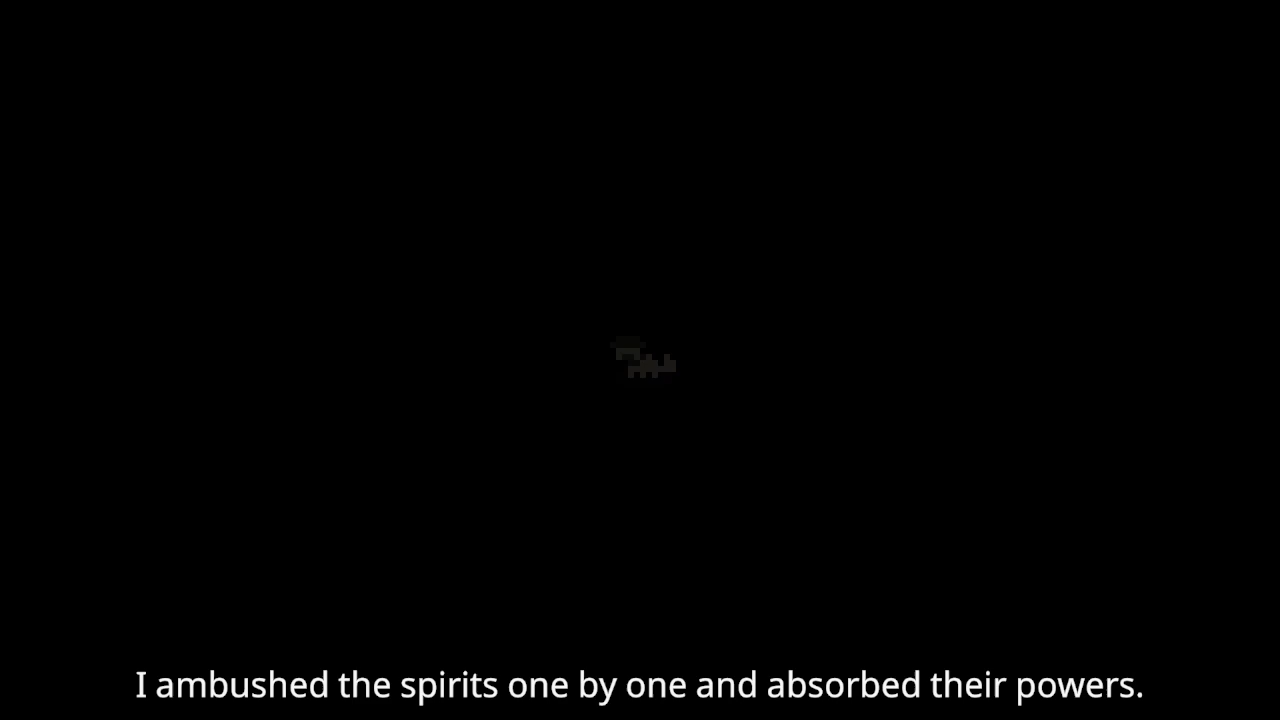 I ambushed the spirits one by one and absorbed their powers.